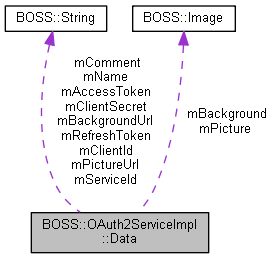 BOSS::String
BOSS::Image
mComment
mName
mAccessToken
mClientSecret
mBackgroundUrl
mRefreshToken
mClientId
mPictureUrl
mServiceId
mBackground
mPicture
BOSS::OAuth2ServiceImpl
::Data